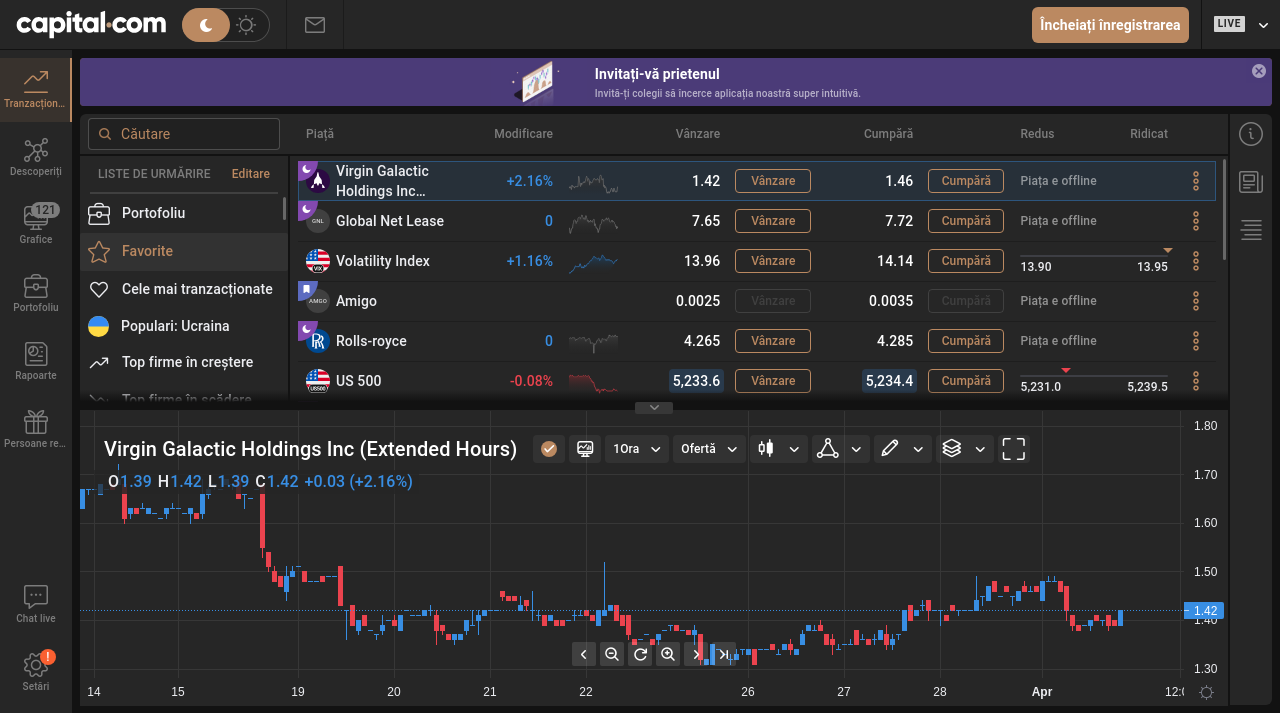 capital.com
Încheiați înregistrarea
LIVE
Tranzacțion...
Descoperiți
121
Grafice
Portofoliu
Rapoarte
Persoane re...
Chat live
!
Setări
Invitați-vă prietenul
Invită-ți colegii să încerce aplicația noastră super intuitivă.
Căutare
LISTE DE URMĂRIRE Editare
Portofoliu
Favorite
Cele mai tranzacționate
Populari: Ucraina
Top firme în creștere
Top firme în scădere
Piață Modificare Vânzare Cumpără Redus Ridicat
Virgin Galactic
Holdings Inc... +2.16% 1.42 Vânzare 1.46 Cumpără Piața e offline
GNL Global Net Lease 0 7.65 Vânzare 7.72 Cumpără Piața e offline
VIX Volatility Index +1.16% 13.96 Vânzare 14.14 Cumpără 13.90 13.95
AMGO Amigo 0.0025 Vânzare 0.0035 Cumpără Piața e offline
Rolls-royce 0 4.265 Vânzare 4.285 Cumpără Piața e offline
US500 US 500 -0.08% 5,233.6 Vânzare 5,234.4 Cumpără 5,231.0 5,239.5
Virgin Galactic Holdings Inc (Extended Hours) 1Ora Ofertă
O1.39 H1.42 L1.39 C1.42 +0.03 (+2.16%)
1.80
1.70
1.60
1.50
1.42
1.40
1.30
14 15 19 20 21 22 26 27 28 Apr 12:0